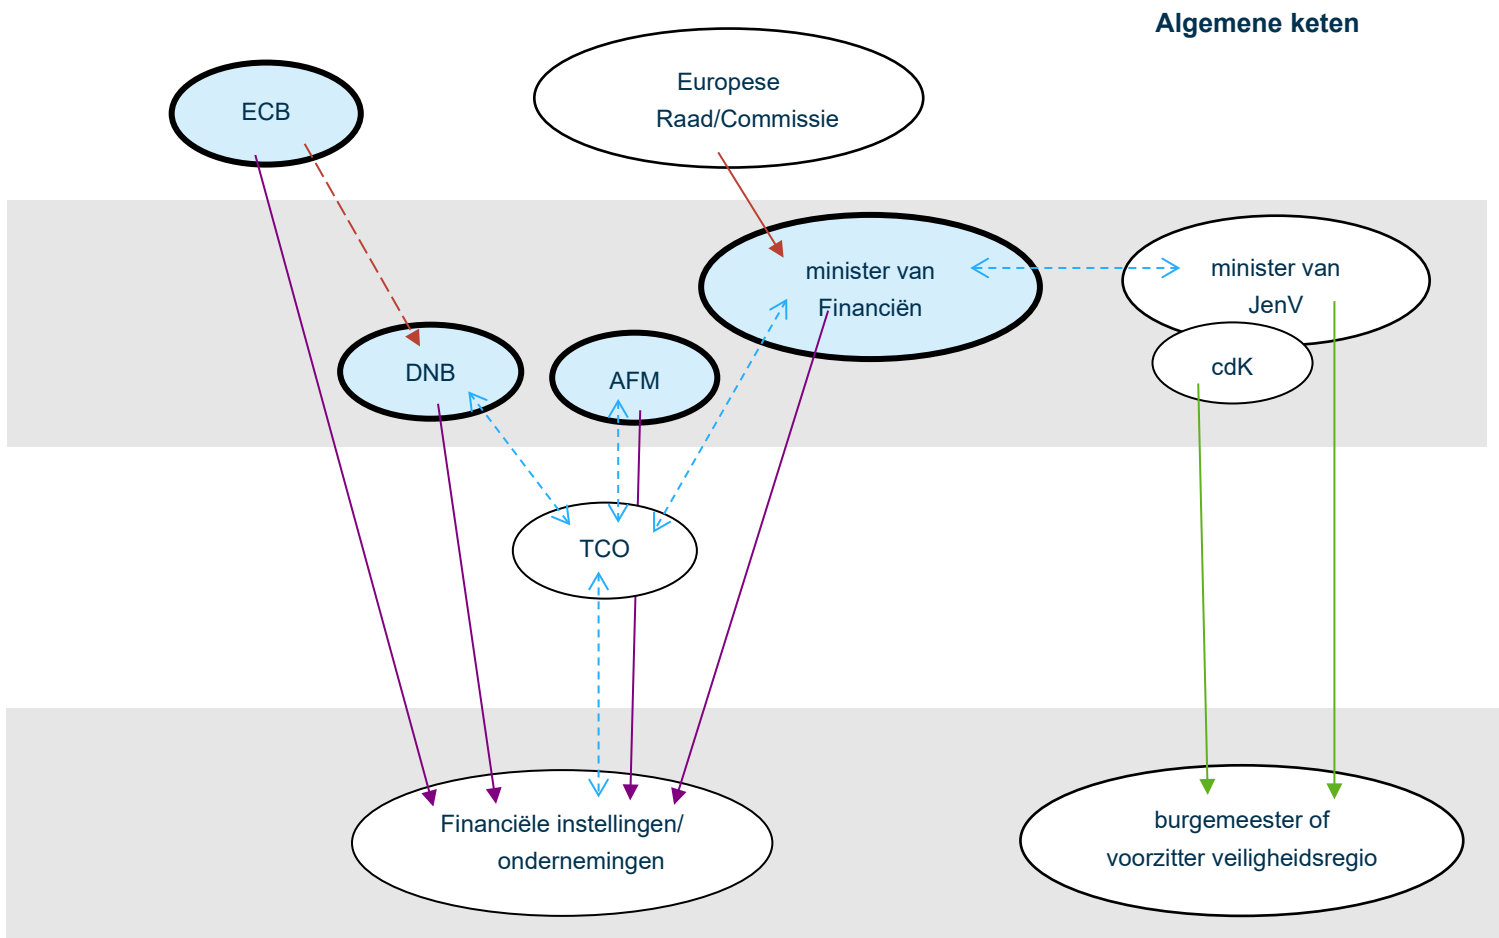 Algemene keten
ECB
Europese
Raad/Commissie
minister van
Financiën
minister van
JenV
cdK
DNB
AFM
TCO
Financiële instellingen/
ondernemingen
burgemeester of
voorzitter veiligheidsregio